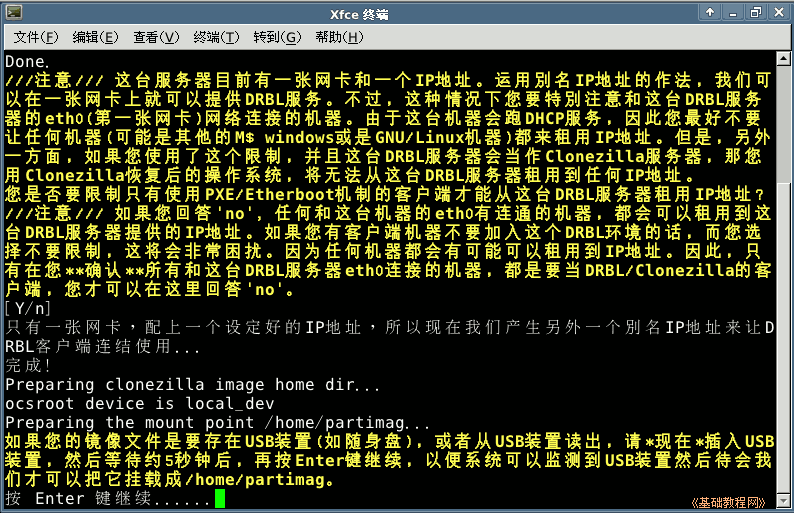 Xfce 终端
文件(F) 编辑(E) 查看(V) 终端(T) 转到(G) 帮助(H)
Done.
///注意/// 这台服务器目前有一张网卡和一个IP地址。运用别名IP地址的作法，我们可
以在一张网卡上就可以提供DRBL服务。不过，这种情况下您要特别注意和这台DRBL服务
器的eth0(第一张网卡)网络连接的机器。由于这台机器会跑DHCP服务，因此您最好不要
让任何机器(可能是其他的M$ windows或是GNU/Linux机器)都来租用IP地址。但是，另外
一方面，如果您使用了这个限制，并且这台DRBL服务器会当作Clonezilla服务器，那您
用Clonezilla恢复后的操作系统，将无法从这台DRBL服务器租用到任何IP地址。
您是否要限制只有使用PXE/Etherboot机制的客户端才能从这台DRBL服务器租用IP地址？
///注意/// 如果您回答'no'，任何和这台机器的eth0有连通的机器，都会可以租用到这
台DRBL服务器提供的IP地址。如果您有客户端机器不要加入这个DRBL环境的话，而您选
择不要限制，这将会非常困扰。因为任何机器都会有可能可以租用到IP地址。因此，只
有在您**确认**所有和这台DRBL服务器eth0连接的机器，都是要当DRBL/Clonezilla的客
户端，您才可以在这里回答'no'。
[Y/n]
只有一张网卡，配上一个设定好的IP地址，所以现在我们产生另外一个别名IP地址来让D
RBL客户端连结使用...
完成!
Preparing clonezilla image home dir...
ocsroot device is local_dev
Preparing the mount point /home/partimag...
如果您的镜像文件是要存在USB装置(如随身盘)，或者从USB装置读出，请*现在*插入USB
装置，然后等待约5秒钟后，再按Enter键继续，以便系统可以监测到USB装置然后待会我
们才可以把它挂载成/home/partimag。
按 Enter 键继续......
《基础教程网》